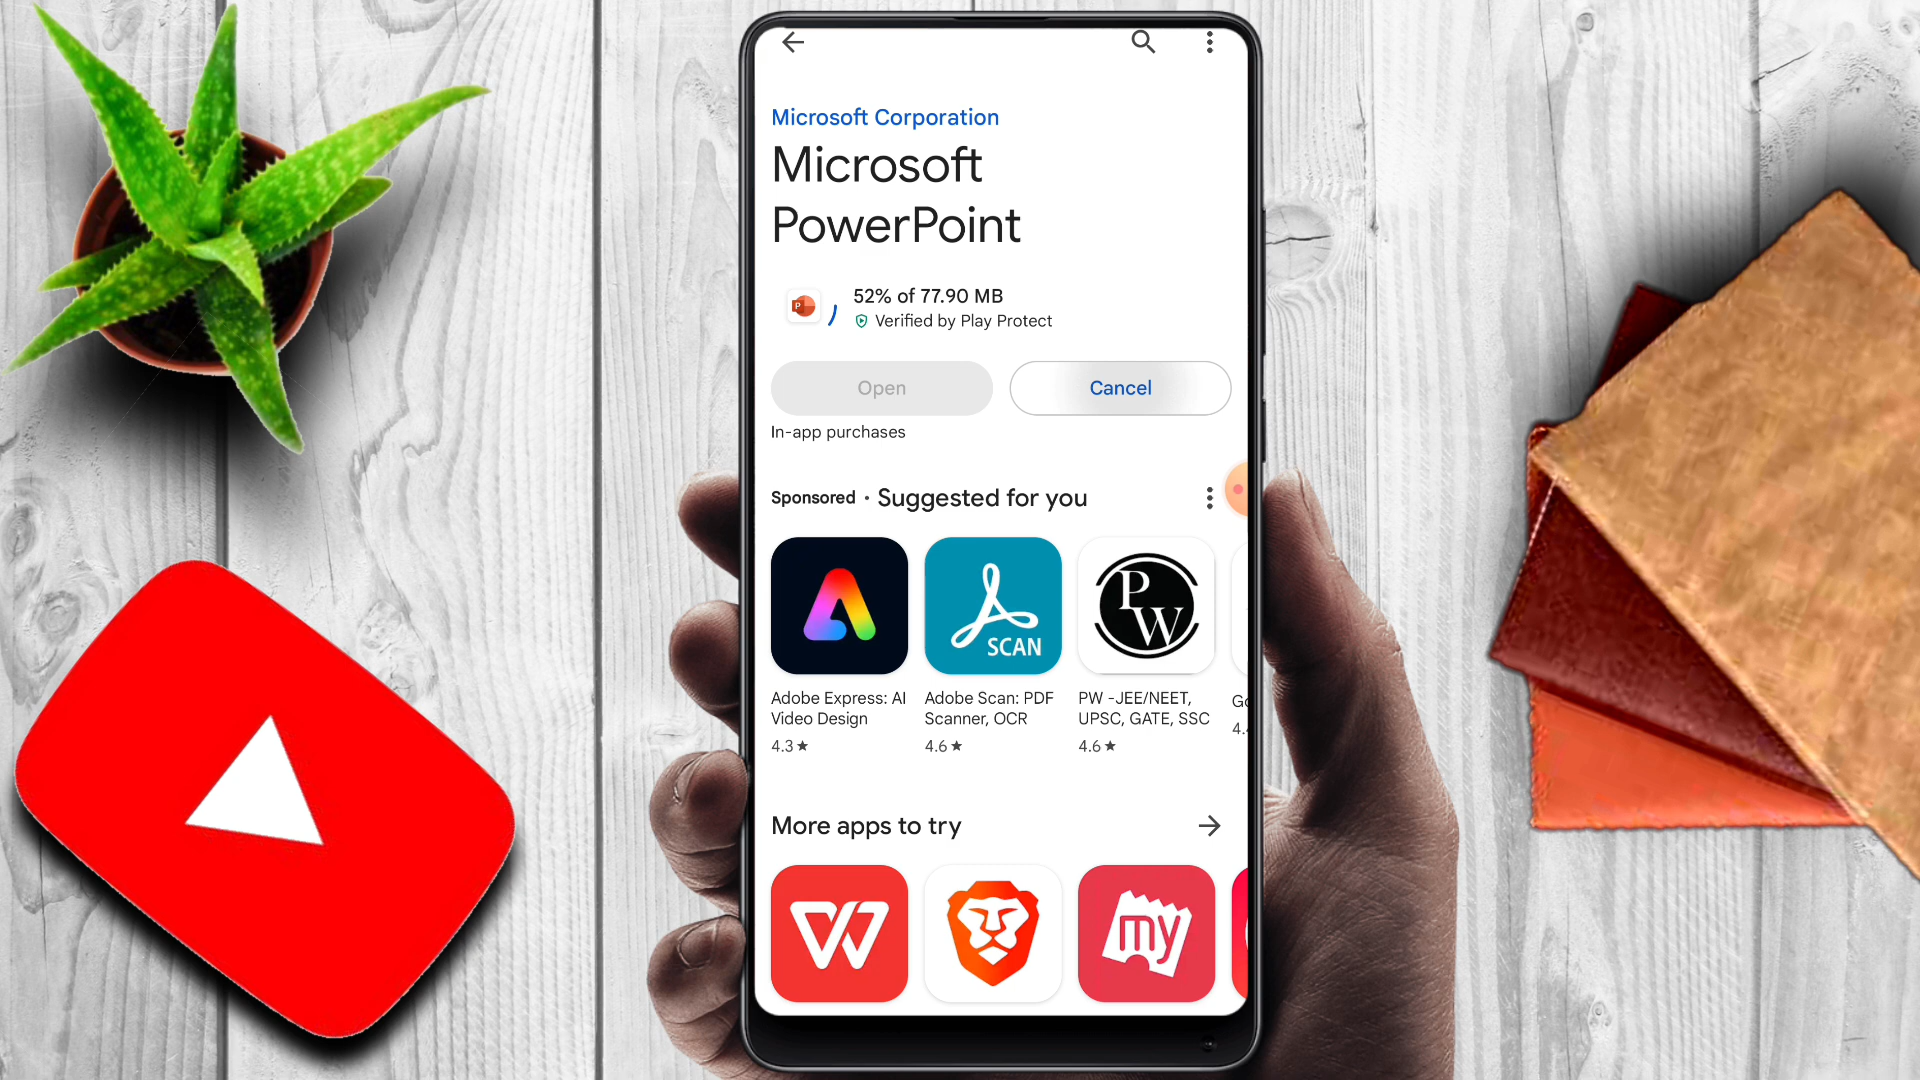 Microsoft Corporation
Microsoft
PowerPoint
P
52% of 77.90 MB
Verified by Play Protect
Open
Cancel
In-app purchases
Sponsored • Suggested for you
SCAN
P
W
Adobe Express: AI
Video Design
4.3 ★
Adobe Scan: PDF
Scanner, OCR
4.6 ★
PW -JEE/NEET,
UPSC, GATE, SSC
4.6 ★
More apps to try
W
my